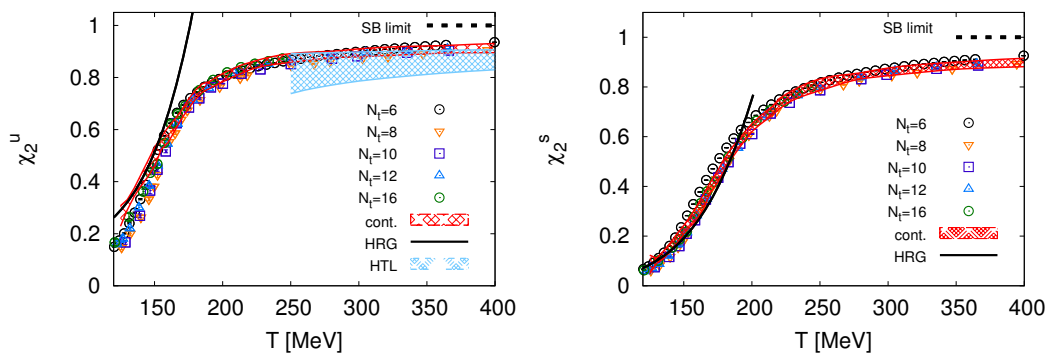 SB limit
χ₂ᵘ
1
0.8
0.6
0.4
0.2
0
Nₜ=6
Nₜ=8
Nₜ=10
Nₜ=12
Nₜ=16
cont.
HRG
HTL
150 200 250 300 350 400
T [MeV]
SB limit
χ₂ˢ
1
0.8
0.6
0.4
0.2
0
Nₜ=6
Nₜ=8
Nₜ=10
Nₜ=12
Nₜ=16
cont.
HRG
150 200 250 300 350 400
T [MeV]